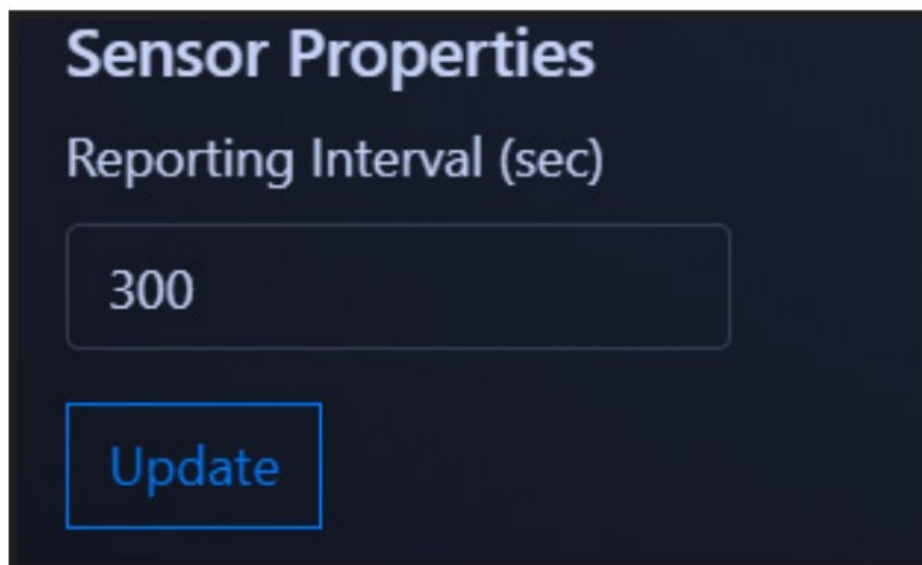 Sensor Properties
Reporting Interval (sec)
300
Update